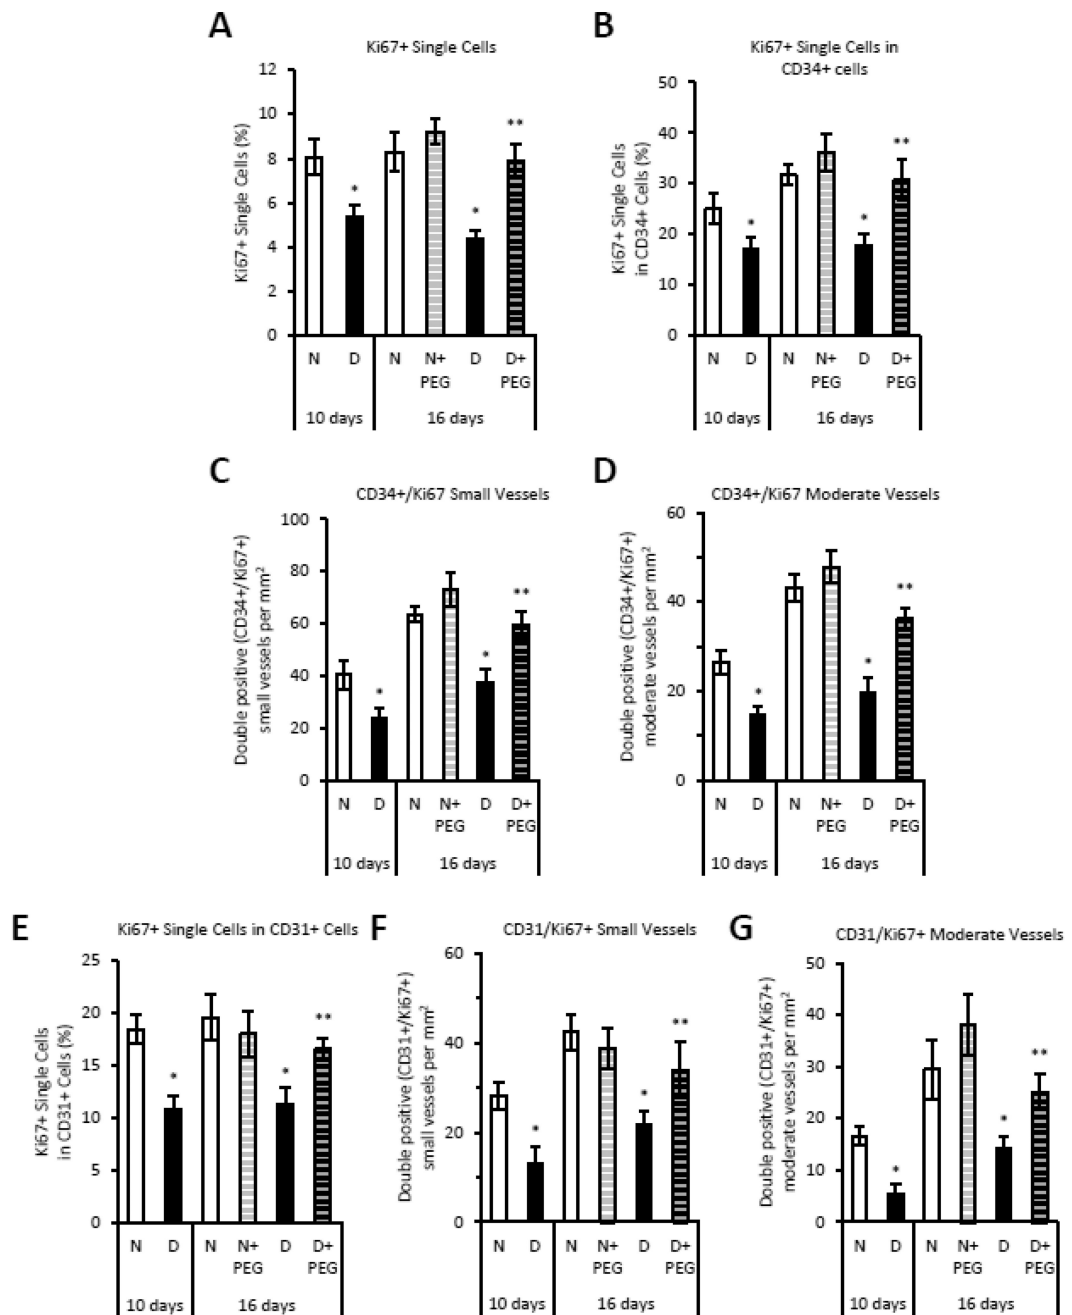 A
Ki67+ Single Cells
Ki67+ Single Cells (%)
12
10
8
6
4
2
0
*
*
**
N
D
N
N+
PEG
D
D+
PEG
10 days
16 days
B
Ki67+ Single Cells in
CD34+ cells
Ki67+ Single Cells
in CD34+ Cells (%)
50
40
30
20
10
0
*
*
**
N
D
N
N+
PEG
D
D+
PEG
10 days
16 days
C
CD34+/Ki67 Small Vessels
Double positive (CD34+/Ki67+)
small vessels per mm²
100
80
60
40
20
0
*
*
**
N
D
N
N+
PEG
D
D+
PEG
10 days
16 days
D
CD34+/Ki67 Moderate Vessels
Double positive (CD34+/Ki67+)
moderate vessels per mm²
60
40
20
0
*
*
**
N
D
N
N+
PEG
D
D+
PEG
10 days
16 days
E
Ki67+ Single Cells in CD31+ Cells
Ki67+ Single Cells
in CD31+ Cells (%)
25
20
15
10
5
0
*
*
**
N
D
N
N+
PEG
D
D+
PEG
10 days
16 days
F
CD31/Ki67+ Small Vessels
Double positive (CD31+/Ki67+)
small vessels per mm²
60
40
20
0
*
*
**
N
D
N
N+
PEG
D
D+
PEG
10 days
16 days
G
CD31/Ki67+ Moderate Vessels
Double positive (CD31+/Ki67+)
moderate vessels per mm²
50
40
30
20
10
0
*
*
**
N
D
N
N+
PEG
D
D+
PEG
10 days
16 days